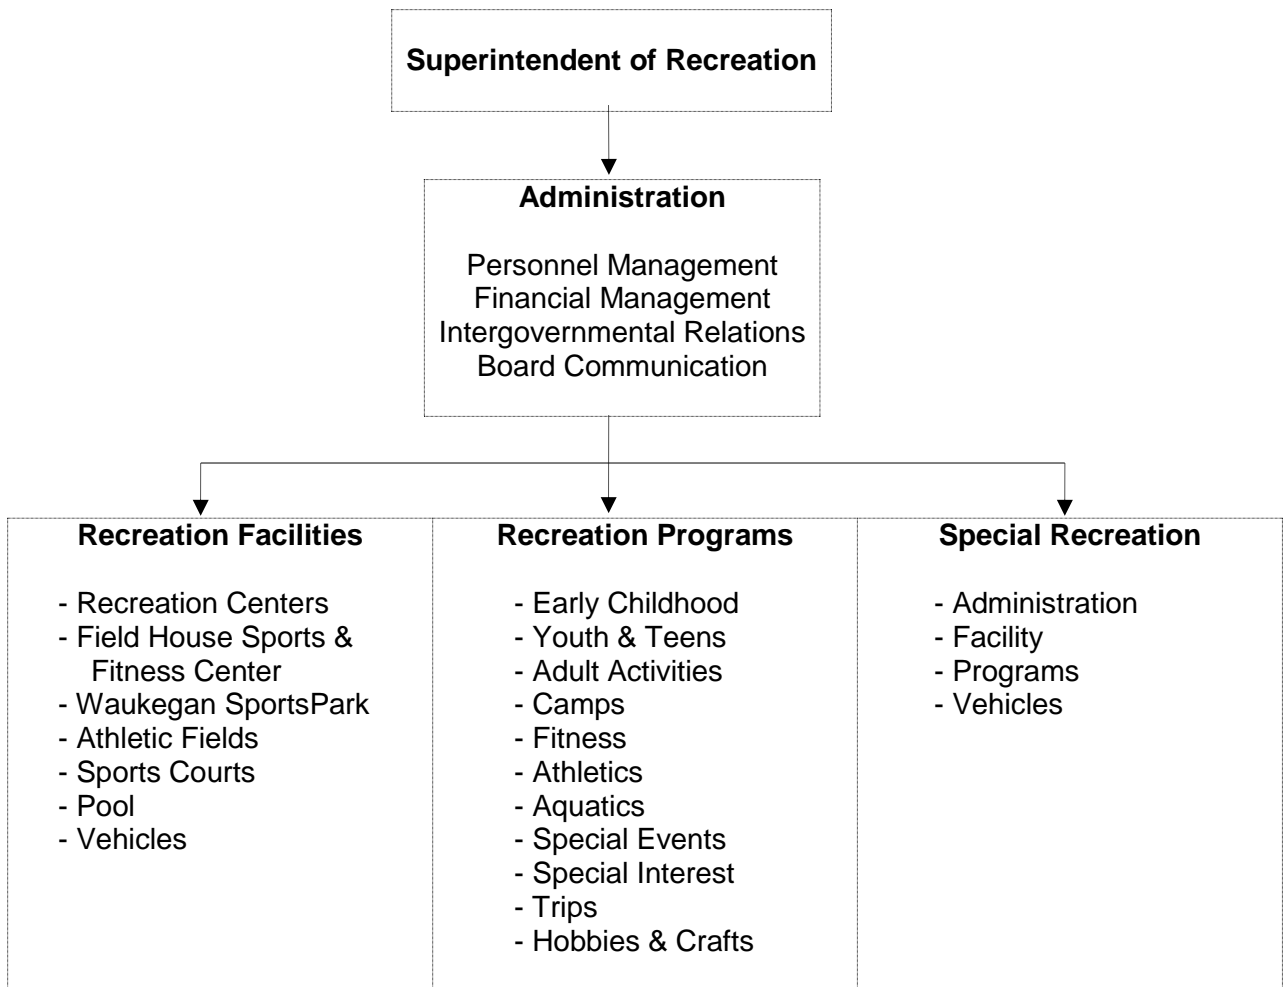 Superintendent of Recreation
Administration
Personnel Management
Financial Management
Intergovernmental Relations
Board Communication
Recreation Facilities
- Recreation Centers
- Field House Sports &
Fitness Center
- Waukegan SportsPark
- Athletic Fields
- Sports Courts
- Pool
- Vehicles
Recreation Programs
- Early Childhood
- Youth & Teens
- Adult Activities
- Camps
- Fitness
- Athletics
- Aquatics
- Special Events
- Special Interest
- Trips
- Hobbies & Crafts
Special Recreation
- Administration
- Facility
- Programs
- Vehicles